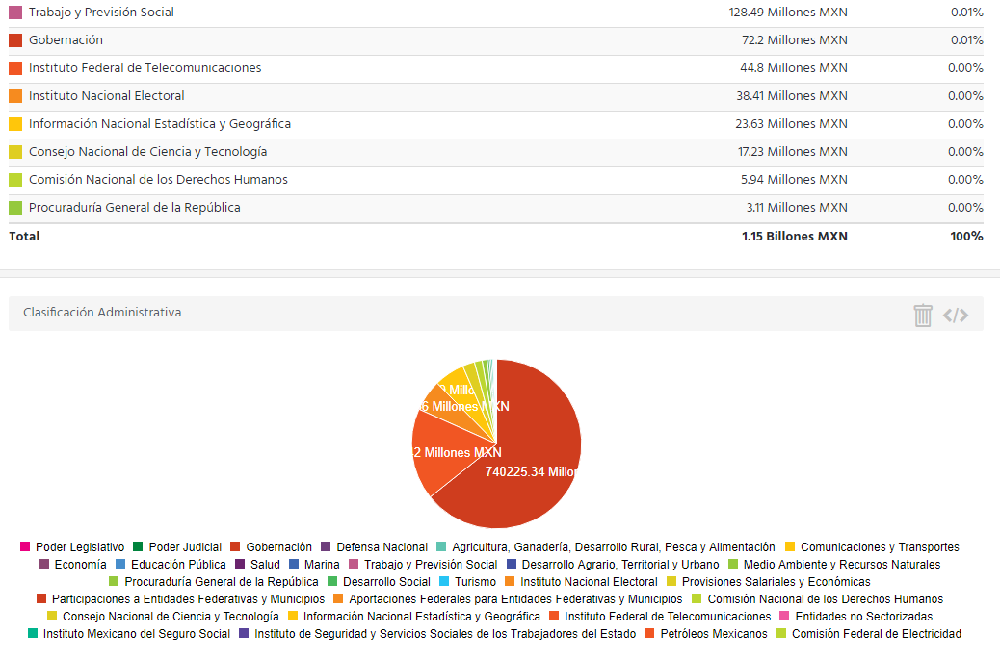 Trabajo y Previsión Social 128.49 Millones MXN 0.01%
Gobernación 72.2 Millones MXN 0.01%
Instituto Federal de Telecomunicaciones 44.8 Millones MXN 0.00%
Instituto Nacional Electoral 38.41 Millones MXN 0.00%
Información Nacional Estadística y Geográfica 23.63 Millones MXN 0.00%
Consejo Nacional de Ciencia y Tecnología 17.23 Millones MXN 0.00%
Comisión Nacional de los Derechos Humanos 5.94 Millones MXN 0.00%
Procuraduría General de la República 3.11 Millones MXN 0.00%
Total 1.15 Billones MXN 100%
Clasificación Administrativa </>
6 Millones MXN
2 Millones MXN
740225.34
Poder Legislativo Poder Judicial Gobernación Defensa Nacional Agricultura, Ganadería, Desarrollo Rural, Pesca y Alimentación Comunicaciones y Transportes
Economía Educación Pública Salud Marina Trabajo y Previsión Social Desarrollo Agrario, Territorial y Urbano Medio Ambiente y Recursos Naturales
Procuraduría General de la República Desarrollo Social Turismo Instituto Nacional Electoral Provisiones Salariales y Económicas
Participaciones a Entidades Federativas y Municipios Aportaciones Federales para Entidades Federativas y Municipios Comisión Nacional de los Derechos Humanos
Consejo Nacional de Ciencia y Tecnología Información Nacional Estadística y Geográfica Instituto Federal de Telecomunicaciones Entidades no Sectorizadas
Instituto Mexicano del Seguro Social Instituto de Seguridad y Servicios Sociales de los Trabajadores del Estado Petróleos Mexicanos Comisión Federal de Electricidad